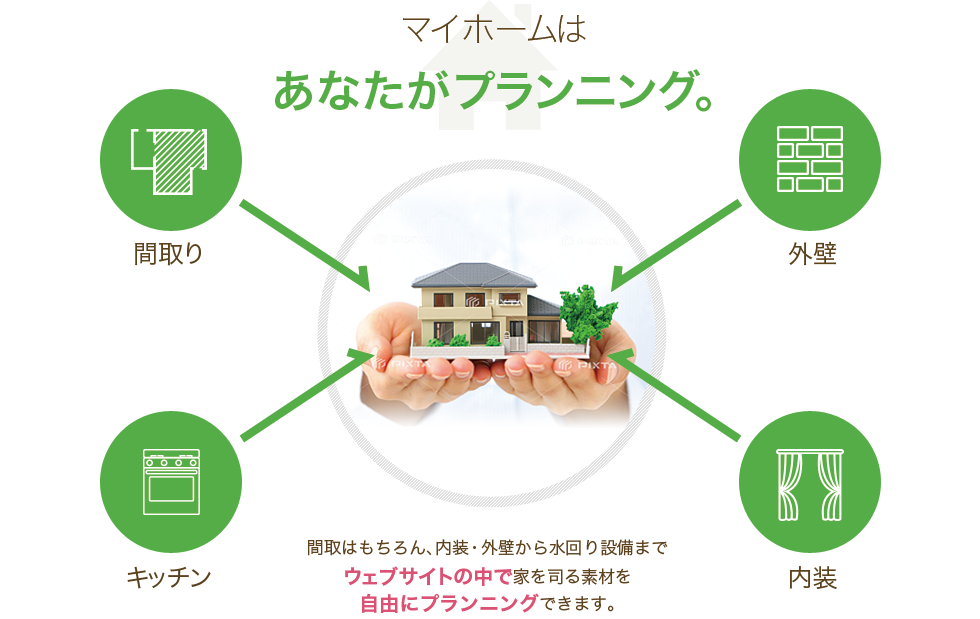 マイホームは
あなたがプランニング。
間取り
外壁
PIXTA
PIXTA
PIXTA
キッチン
内装
間取はもちろん、内装・外壁から水回り設備まで
ウェブサイトの中で家を司る素材を
自由にプランニングできます。